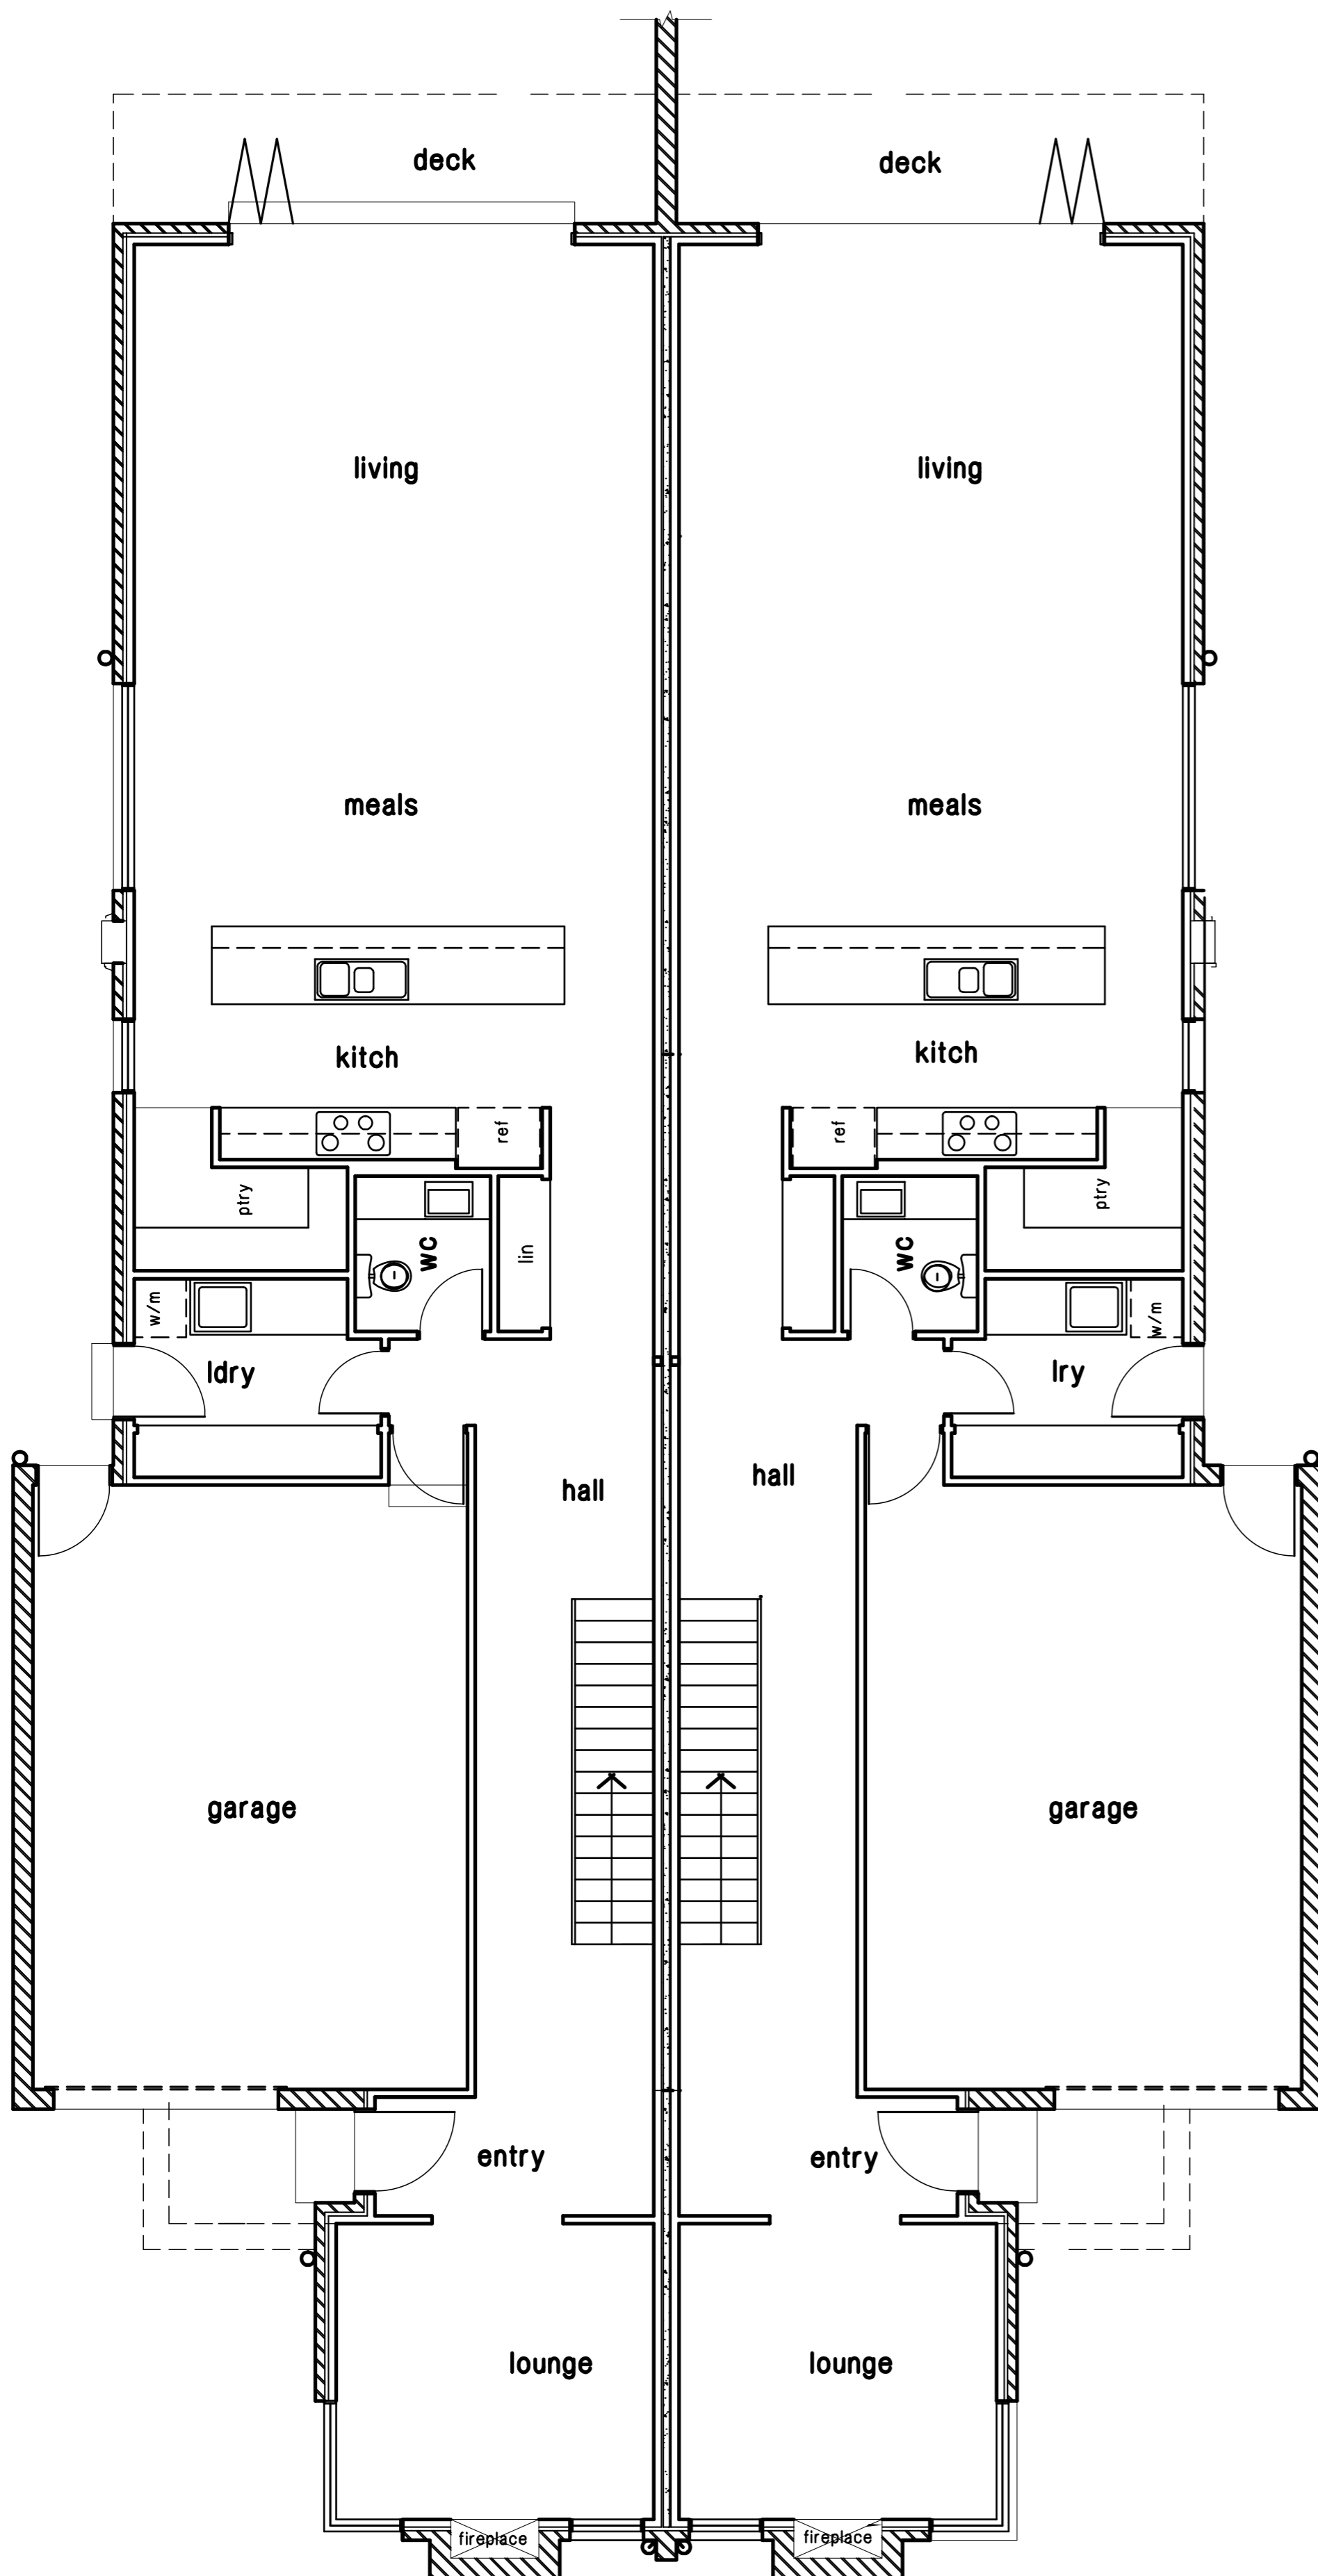 deck
deck
living
living
meals
meals
kitch
kitch
ref
ref
ptry
ptry
wc
wc
lin
w/m
w/m
ldry
lry
hall
hall
garage
garage
entry
entry
lounge
lounge
fireplace
fireplace